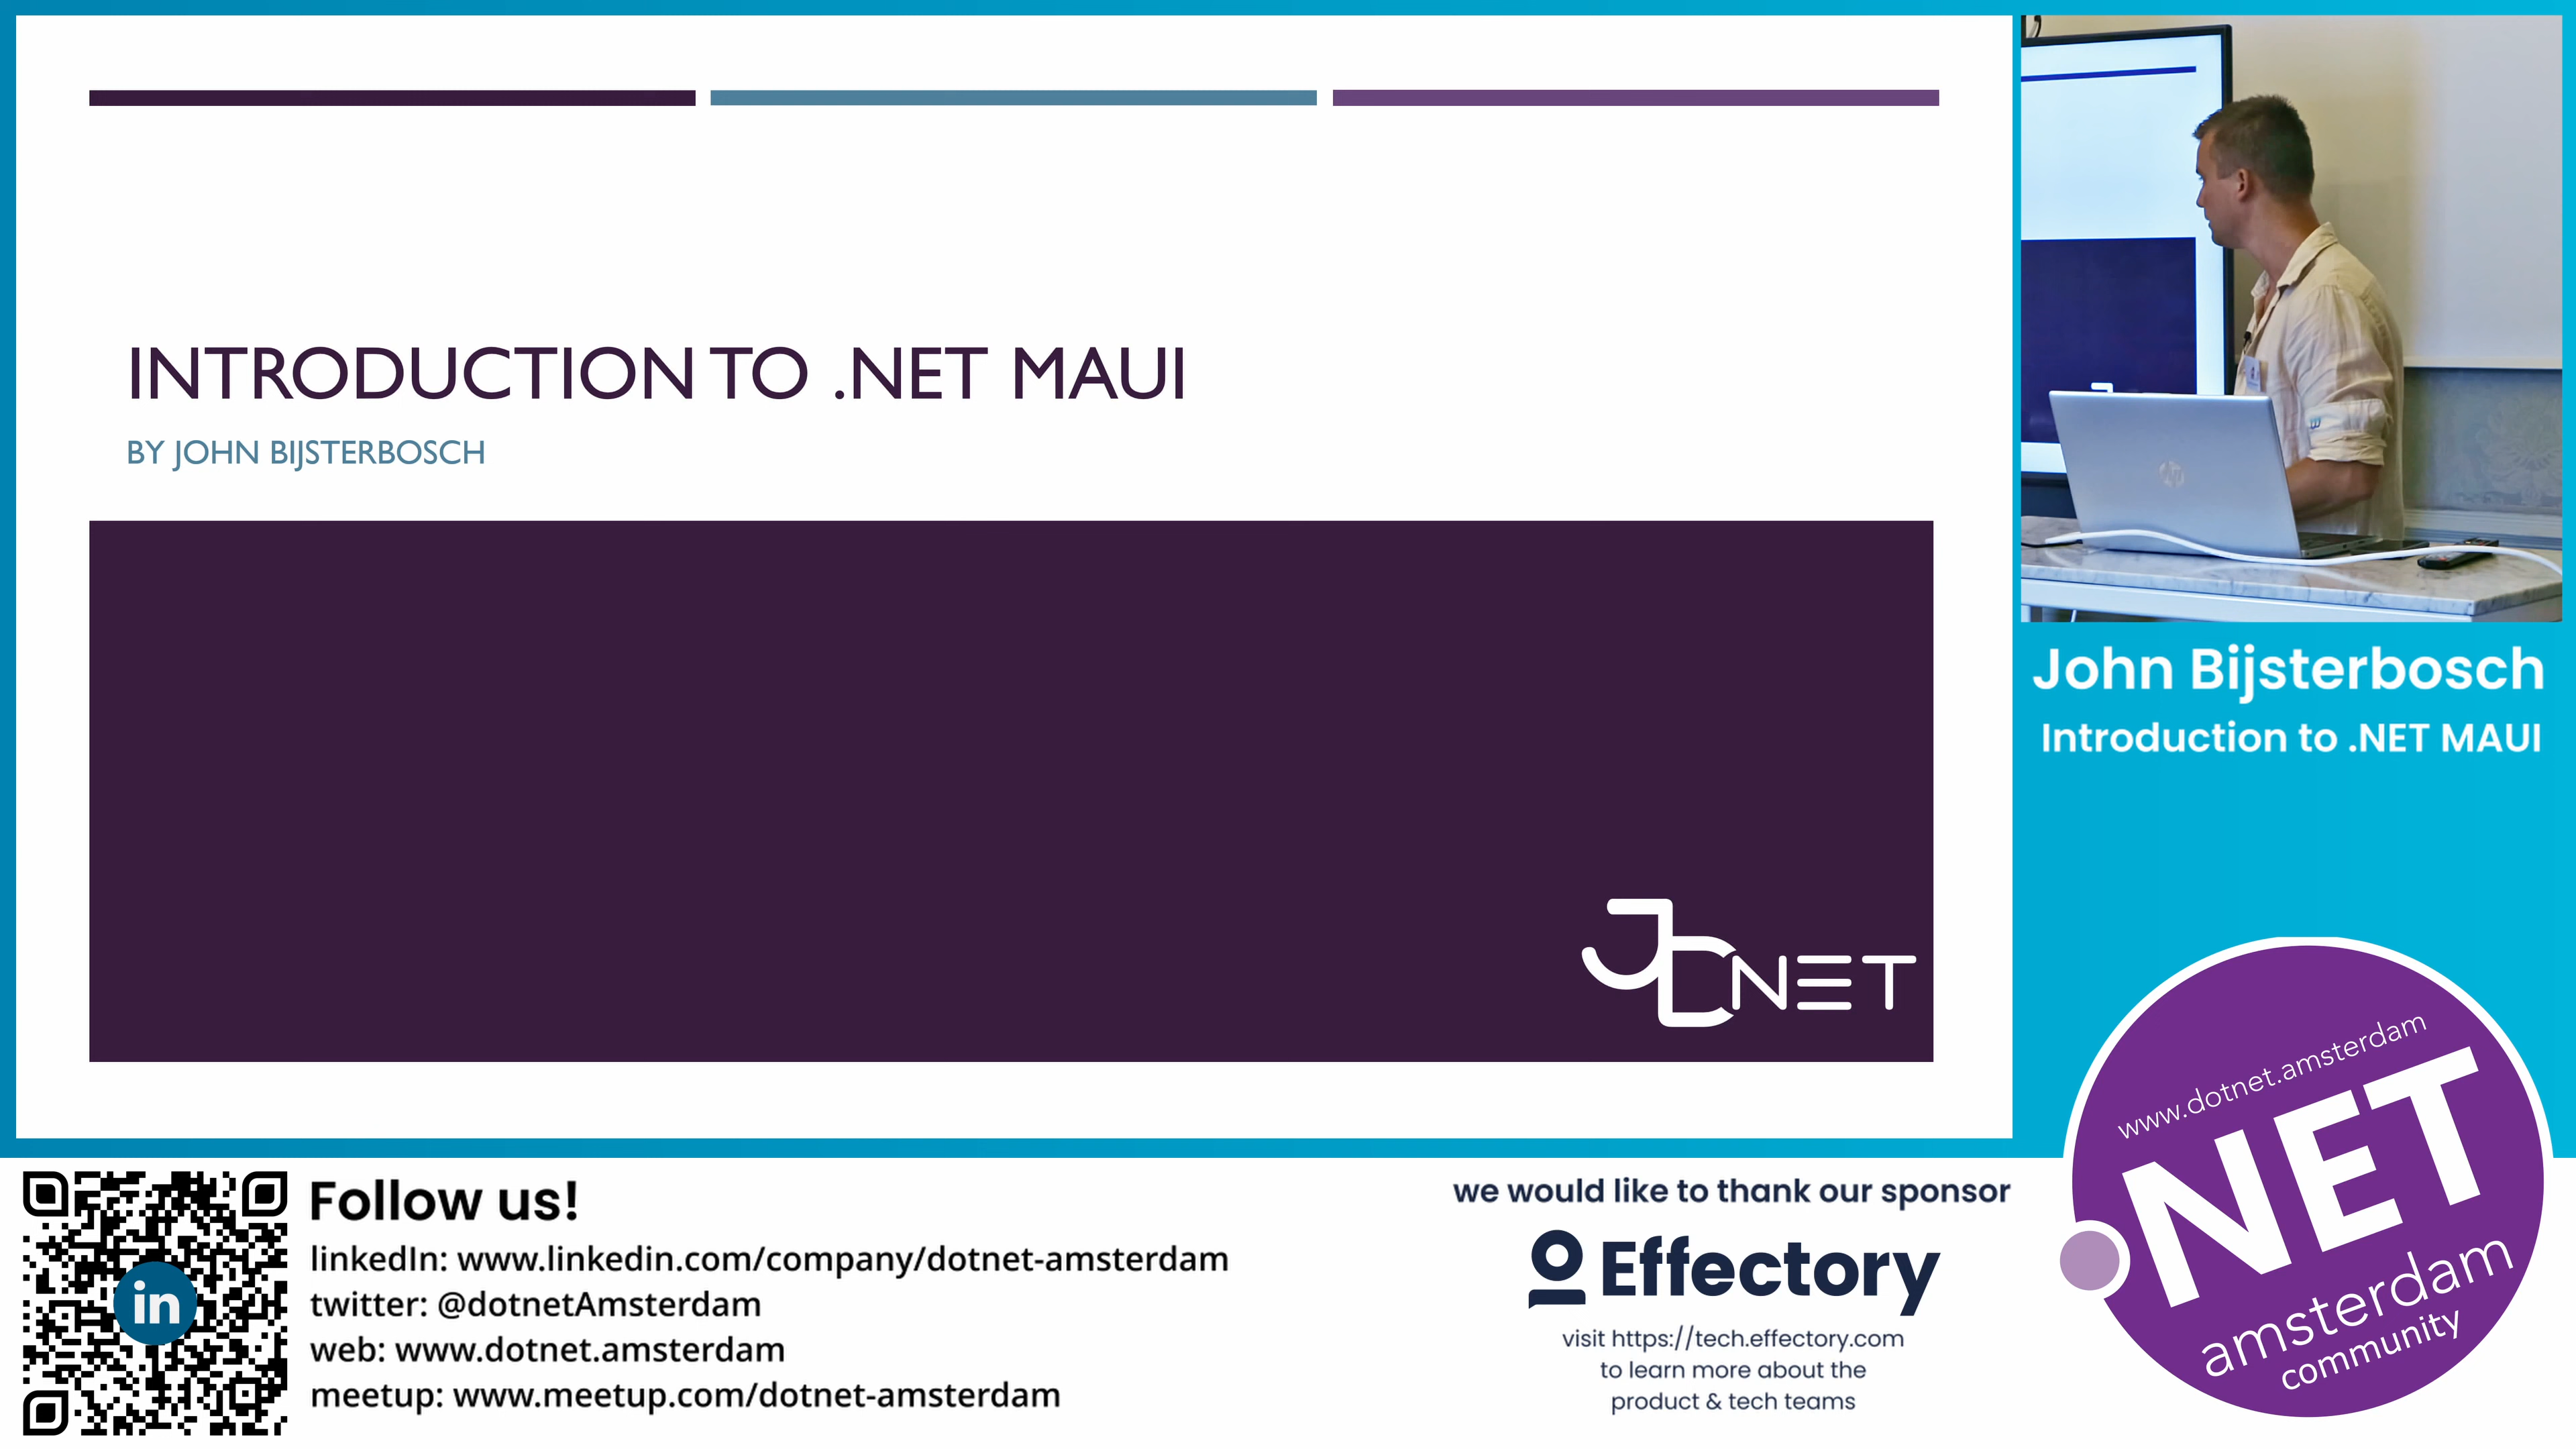 INTRODUCTION TO .NET MAUI
BY JOHN BIJSTERBOSCH
JBNET
John Bijsterbosch
Introduction to .NET MAUI
www.dotnet.amsterdam
.NET
amsterdam
community
Follow us!
linkedIn: www.linkedin.com/company/dotnet-amsterdam
twitter: @dotnetAmsterdam
web: www.dotnet.amsterdam
meetup: www.meetup.com/dotnet-amsterdam
in
we would like to thank our sponsor
Effectory
visit https://tech.effectory.com
to learn more about the
product & tech teams
hp